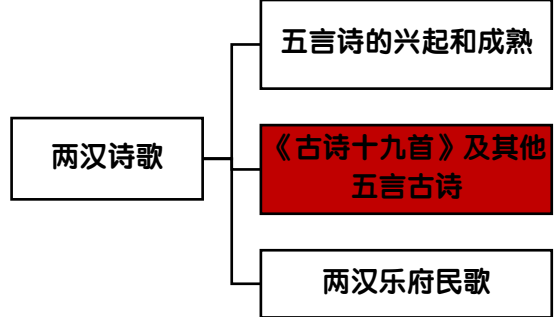 五言诗的兴起和成熟
两汉诗歌
《古诗十九首》及其他
五言古诗
两汉乐府民歌